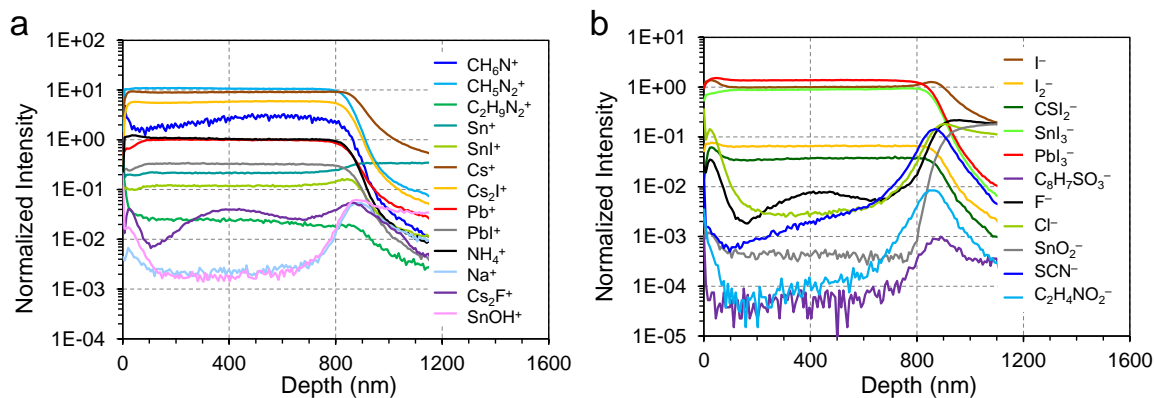 a
1E+02
1E+01
1E+00
1E-01
1E-02
1E-03
1E-04
Normalized Intensity
0 400 800 1200 1600
Depth (nm)
CH₆N⁺
CH₅N₂⁺
C₂H₉N₂⁺
Sn⁺
SnI⁺
Cs⁺
Cs₂I⁺
Pb⁺
PbI⁺
NH₄⁺
Na⁺
Cs₂F⁺
SnOH⁺
b
1E+01
1E+00
1E-01
1E-02
1E-03
1E-04
1E-05
Normalized Intensity
0 400 800 1200 1600
Depth (nm)
I⁻
I₂⁻
CSI₂⁻
SnI₃⁻
PbI₃⁻
C₈H₇SO₃⁻
F⁻
Cl⁻
SnO₂⁻
SCN⁻
C₂H₄NO₂⁻